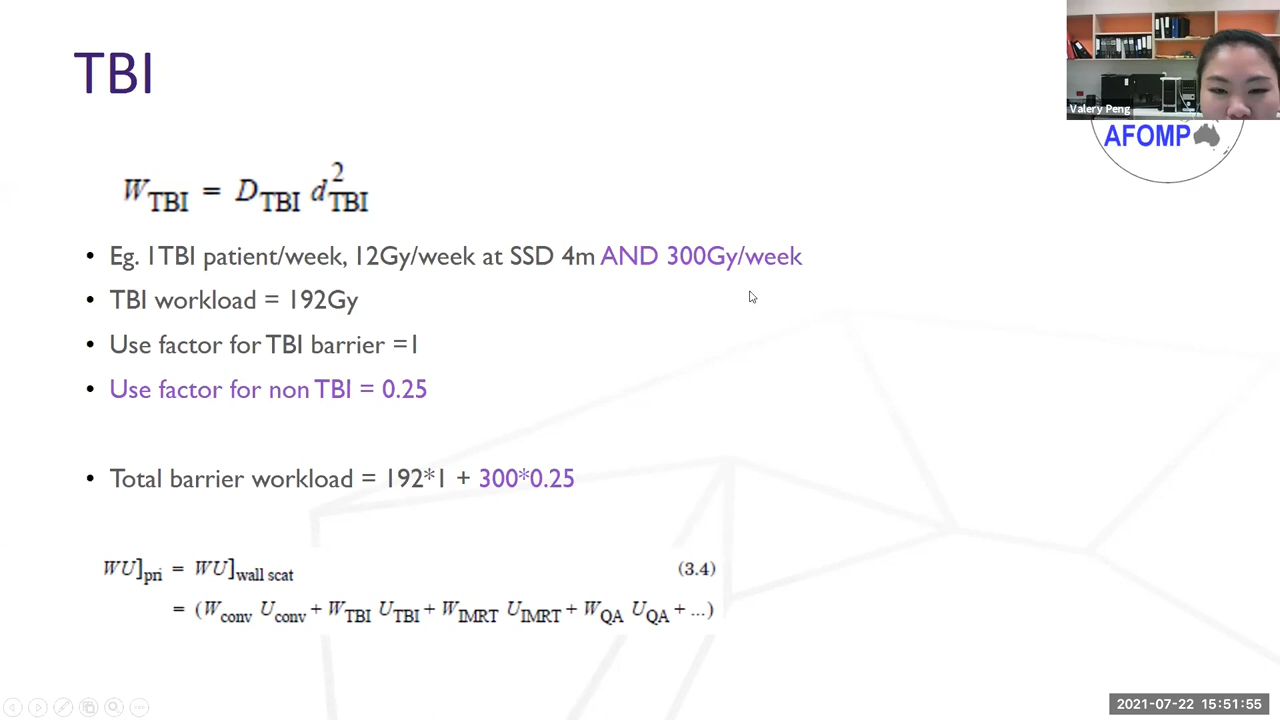 TBI
Valery Peng
AFOMP
W_TBI = D_TBI d²_TBI
• Eg. 1TBI patient/week, 12Gy/week at SSD 4m AND 300Gy/week
• TBI workload = 192Gy
• Use factor for TBI barrier =1
• Use factor for non TBI = 0.25
• Total barrier workload = 192*1 + 300*0.25
WU]pri = WU]wall scat (3.4)
= (W_conv U_conv + W_TBI U_TBI + W_IMRT U_IMRT + W_QA U_QA + ...)
2021-07-22 15:51:55